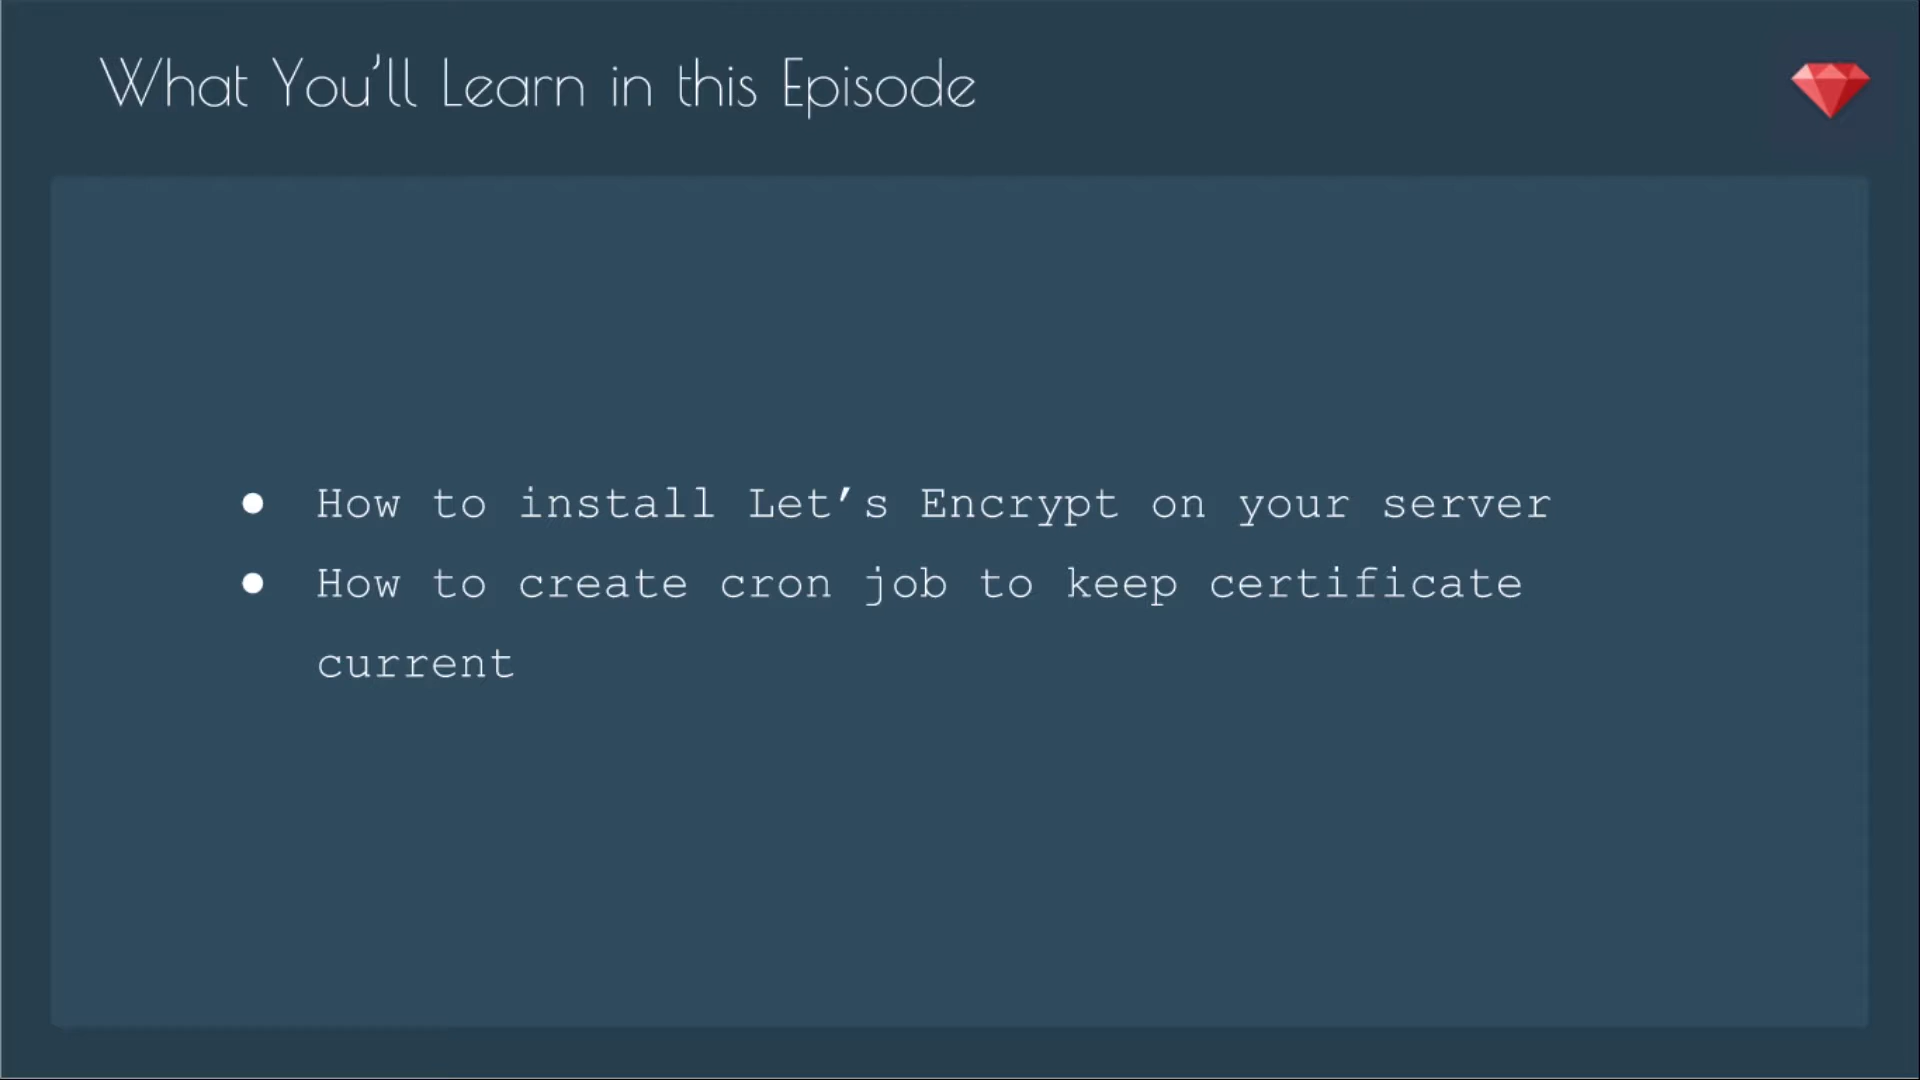 What You’ll Learn in this Episode
● How to install Let’s Encrypt on your server
● How to create cron job to keep certificate
current